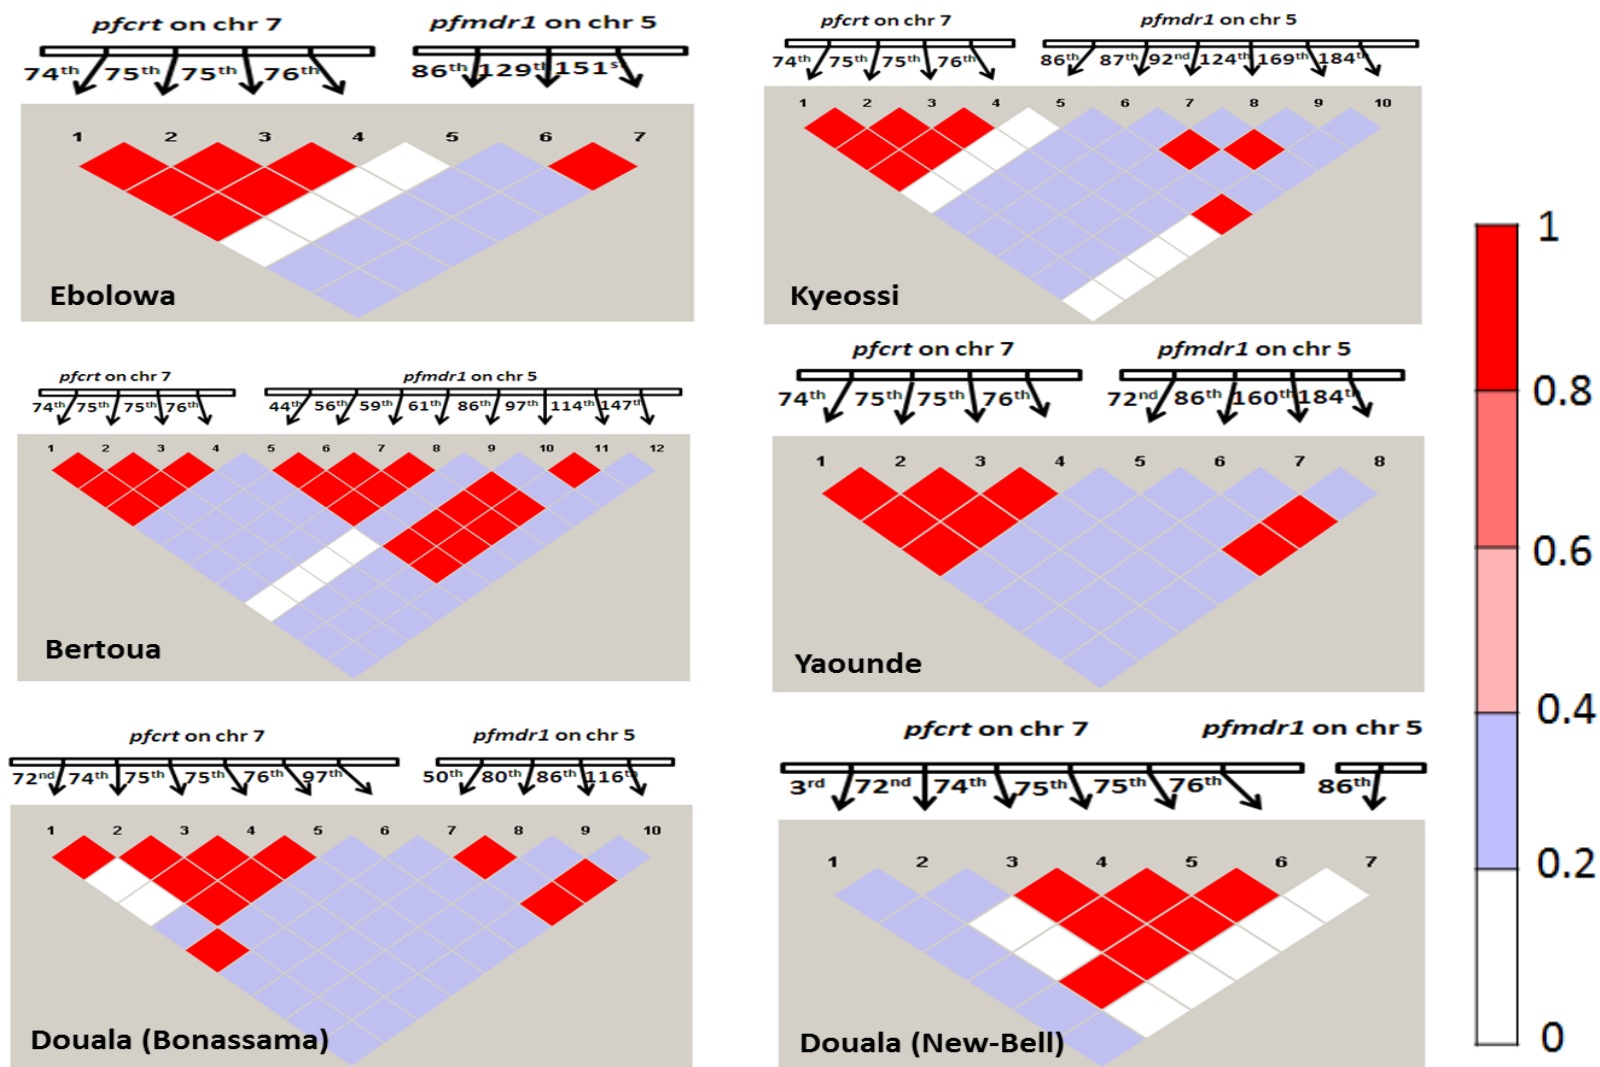 pfcrt on chr 7 pfmdr1 on chr 5
74th 75th 75th 76th 86th 129th 151st
1 2 3 4 5 6 7
Ebolowa
pfcrt on chr 7 pfmdr1 on chr 5
74th 75th 75th 76th 86th 87th 92nd 124th 169th 184th
1 2 3 4 5 6 7 8 9 10
Kyeossi
pfcrt on chr 7 pfmdr1 on chr 5
74th 75th 75th 76th 44th 56th 59th 61th 86th 97th 114th 147th
1 2 3 4 5 6 7 8 9 10 11 12
Bertoua
pfcrt on chr 7 pfmdr1 on chr 5
74th 75th 75th 76th 72nd 86th 160th 184th
1 2 3 4 5 6 7 8
Yaounde
pfcrt on chr 7 pfmdr1 on chr 5
72nd 74th 75th 75th 76th 97th 50th 80th 86th 116th
1 2 3 4 5 6 7 8 9 10
Douala (Bonassama)
pfcrt on chr 7 pfmdr1 on chr 5
3rd 72nd 74th 75th 75th 76th 86th
1 2 3 4 5 6 7
Douala (New-Bell)
1
0.8
0.6
0.4
0.2
0